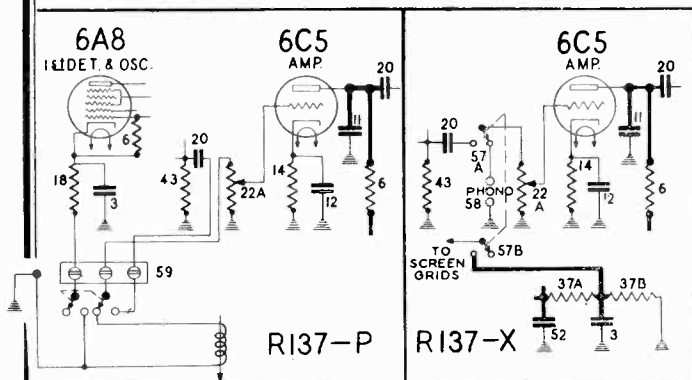 6A8
1st DET. & OSC.
6
18
3
43
20
22A
6C5
AMP.
20
11
14
12
6
59
R137-P
6C5
AMP.
20
11
20
57
A
43
PHONO
58
22
A
14
12
6
TO
SCREEN
GRIDS
57B
37A
37B
52
3
R137-X